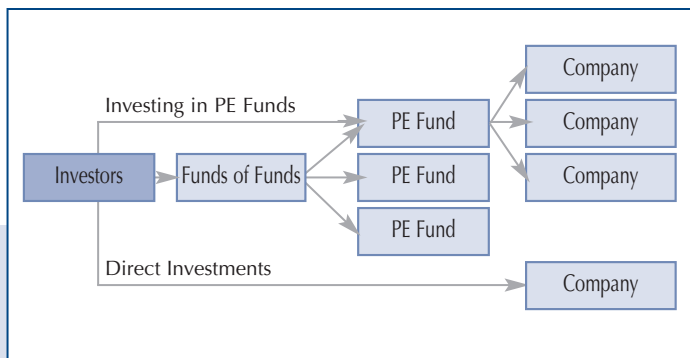 Company
Investing in PE Funds
PE Fund
Company
Investors
Funds of Funds
PE Fund
Company
PE Fund
Direct Investments
Company